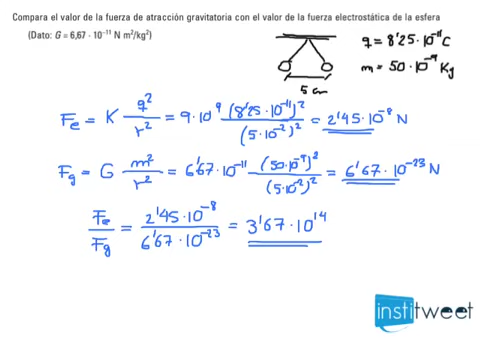 Compara el valor de la fuerza de atracción gravitatoria con el valor de la fuerza electrostática de la esfera
(Dato: G = 6,67 · 10⁻¹¹ N m²/kg²)
q = 8'25 · 10⁻¹¹ C
m = 50 · 10⁻⁹ Kg
5 cm
Fe = K q²/r² = 9 · 10⁹ (8'25 · 10⁻¹¹)²/(5 · 10⁻²)² = 2'45 · 10⁻⁸ N
Fg = G m²/r² = 6'67 · 10⁻¹¹ (50 · 10⁻⁹)²/(5 · 10⁻²)² = 6'67 · 10⁻²³ N
Fe/Fg = 2'45 · 10⁻⁸/6'67 · 10⁻²³ = 3'67 · 10¹⁴
institweet